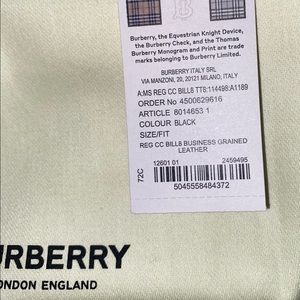 Burberry, the Equestrian Knight Device,
the Burberry Check, and the Thomas
Burberry Monogram and Print are trade
marks belonging to Burberry Limited.
BURBERRY ITALY SRL
VIA MANZONI, 20, 20121 MILANO, ITALY
A;MS REG CC BILL8 TT8:114498:A1189
ORDER No 4500629616
ARTICLE 8014653 1
COLOUR BLACK
SIZE/FIT
REG CC BILL8 BUSINESS GRAINED
LEATHER
12601 01 2459495
72C
5045558484372
URBERRY
LONDON ENGLAND